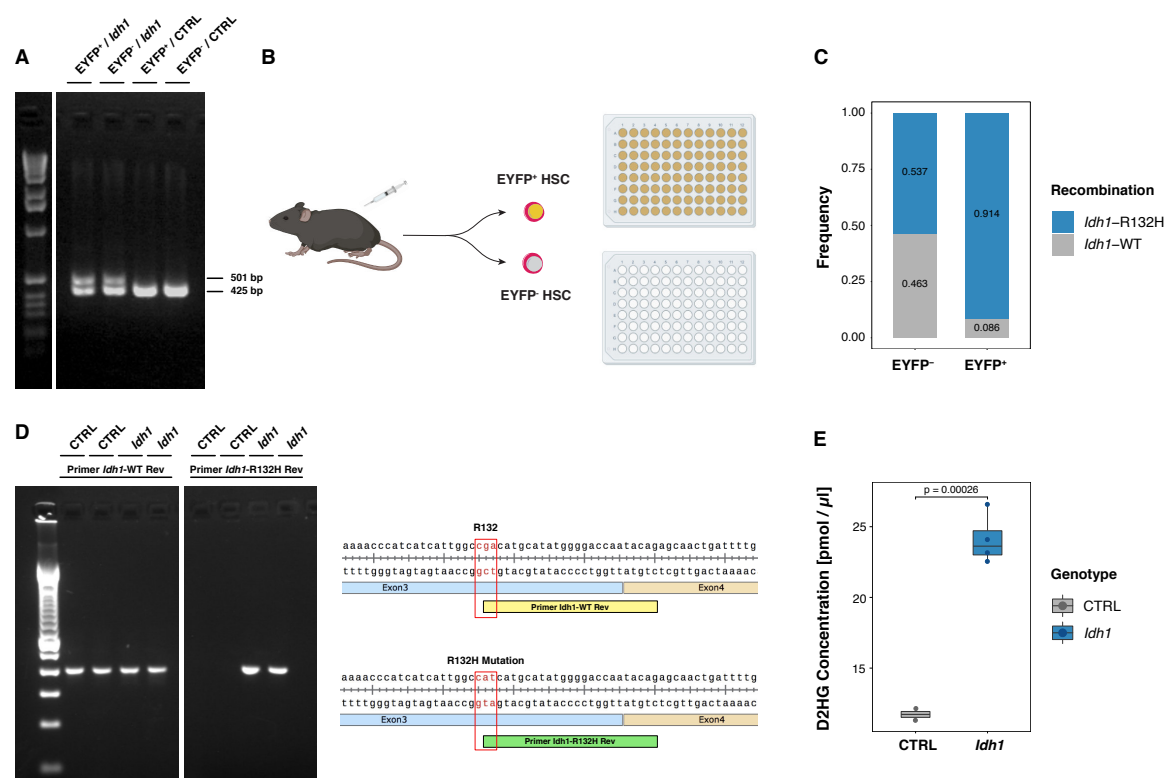 A
EYFP⁺ / Idh1
EYFP⁻ / Idh1
EYFP⁺ / CTRL
EYFP⁻ / CTRL
501 bp
425 bp
B
EYFP⁺ HSC
EYFP⁻ HSC
C
Frequency
1.00
0.75
0.50
0.25
0.00
0.537
0.463
0.914
0.086
EYFP⁻
EYFP⁺
Recombination
Idh1–R132H
Idh1–WT
D
CTRL
CTRL
Idh1
Idh1
Primer Idh1-WT Rev
CTRL
CTRL
Idh1
Idh1
Primer Idh1-R132H Rev
R132
aaaacccatcatcattggccgacatgcatatggggaccaatacagagcaactgattttg
ttttgggtagtagtaaccggctgtacgtatacccctggttatgtctcgttgactaaaac
Exon3
Exon4
Primer Idh1-WT Rev
R132H Mutation
aaaacccatcatcattggccatcatgcatatggggaccaatacagagcaactgattttg
ttttgggtagtagtaaccggtagtacgtatacccctggttatgtctcgttgactaaaac
Exon3
Exon4
Primer Idh1-R132H Rev
E
D2HG Concentration [pmol / µl]
25
20
15
p = 0.00026
CTRL
Idh1
Genotype
CTRL
Idh1